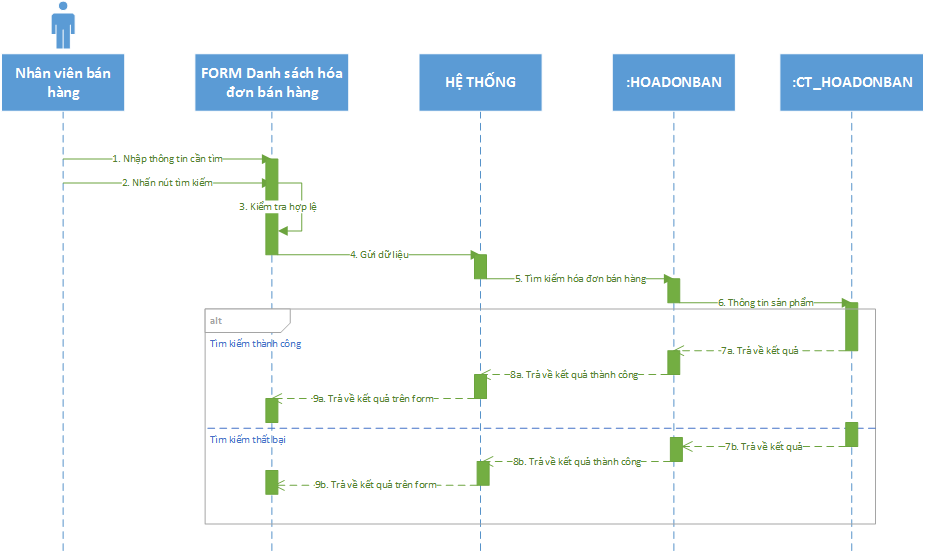 Nhân viên bán
hàng
FORM Danh sách hóa
đơn bán hàng
HỆ THỐNG
:HOADONBAN
:CT_HOADONBAN
1. Nhập thông tin cần tìm
2. Nhấn nút tìm kiếm
3. Kiểm tra hợp lệ
4. Gửi dữ liệu
5. Tìm kiếm hóa đơn bán hàng
6. Thông tin sản phẩm
alt
Tìm kiếm thành công
7a. Trả về kết quả
8a. Trả về kết quả thành công
9a. Trả về kết quả trên form
Tìm kiếm thất bại
7b. Trả về kết quả
8b. Trả về kết quả thành công
9b. Trả về kết quả trên form